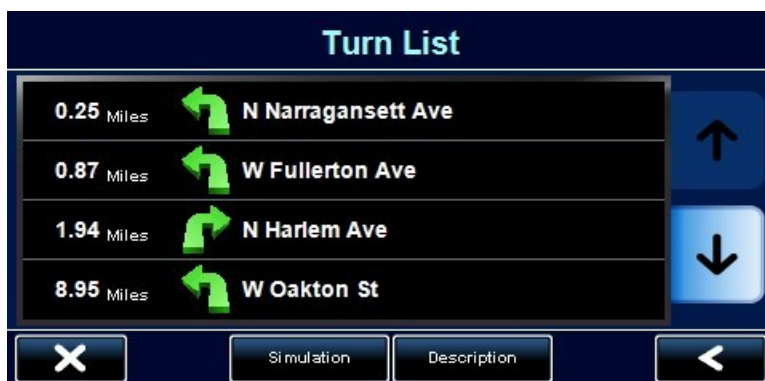 Turn List
0.25 Miles N Narragansett Ave
0.87 Miles W Fullerton Ave
1.94 Miles N Harlem Ave
8.95 Miles W Oakton St
Simulation Description